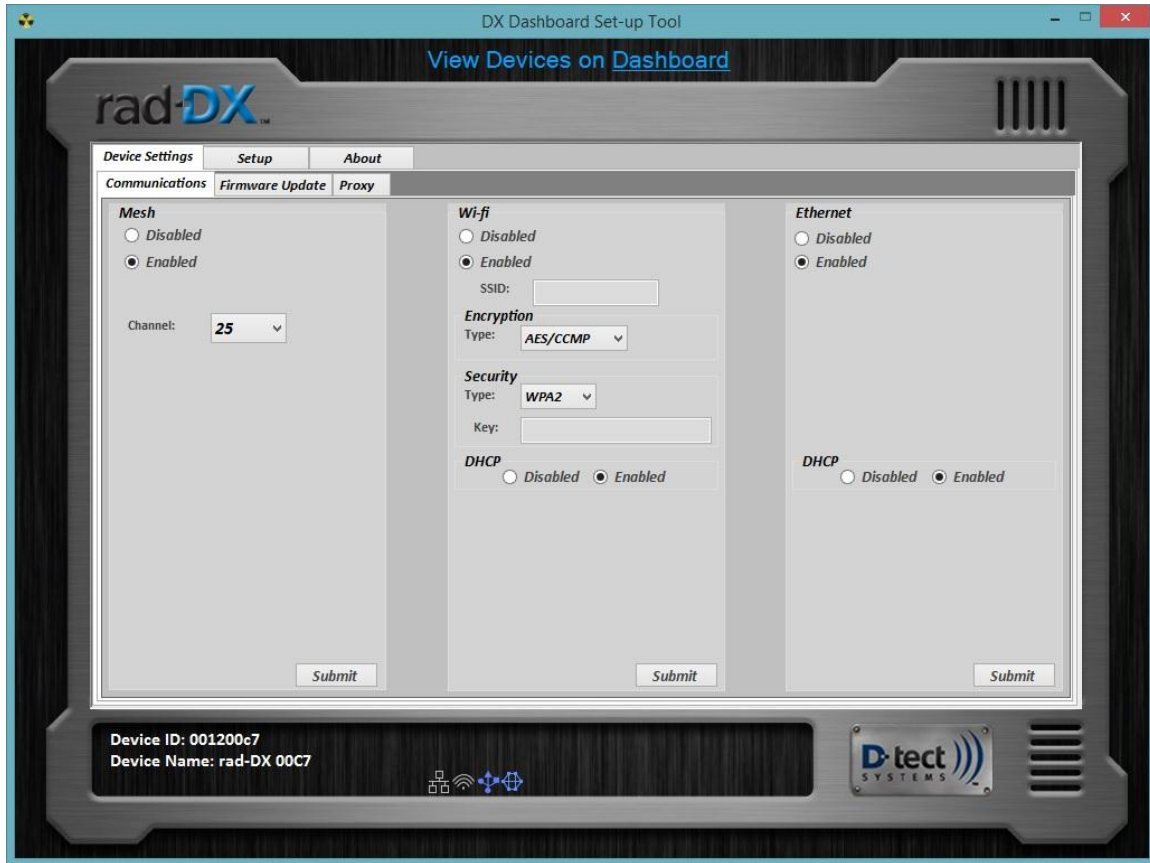 DX Dashboard Set-up Tool
View Devices on Dashboard
rad-DX™
Device Settings Setup About
Communications Firmware Update Proxy
Mesh
Disabled
Enabled
Channel: 25
Submit
Wi-fi
Disabled
Enabled
SSID:
Encryption
Type: AES/CCMP
Security
Type: WPA2
Key:
DHCP
Disabled Enabled
Submit
Ethernet
Disabled
Enabled
DHCP
Disabled Enabled
Submit
Device ID: 001200c7
Device Name: rad-DX 00C7
D-tect
SYSTEMS